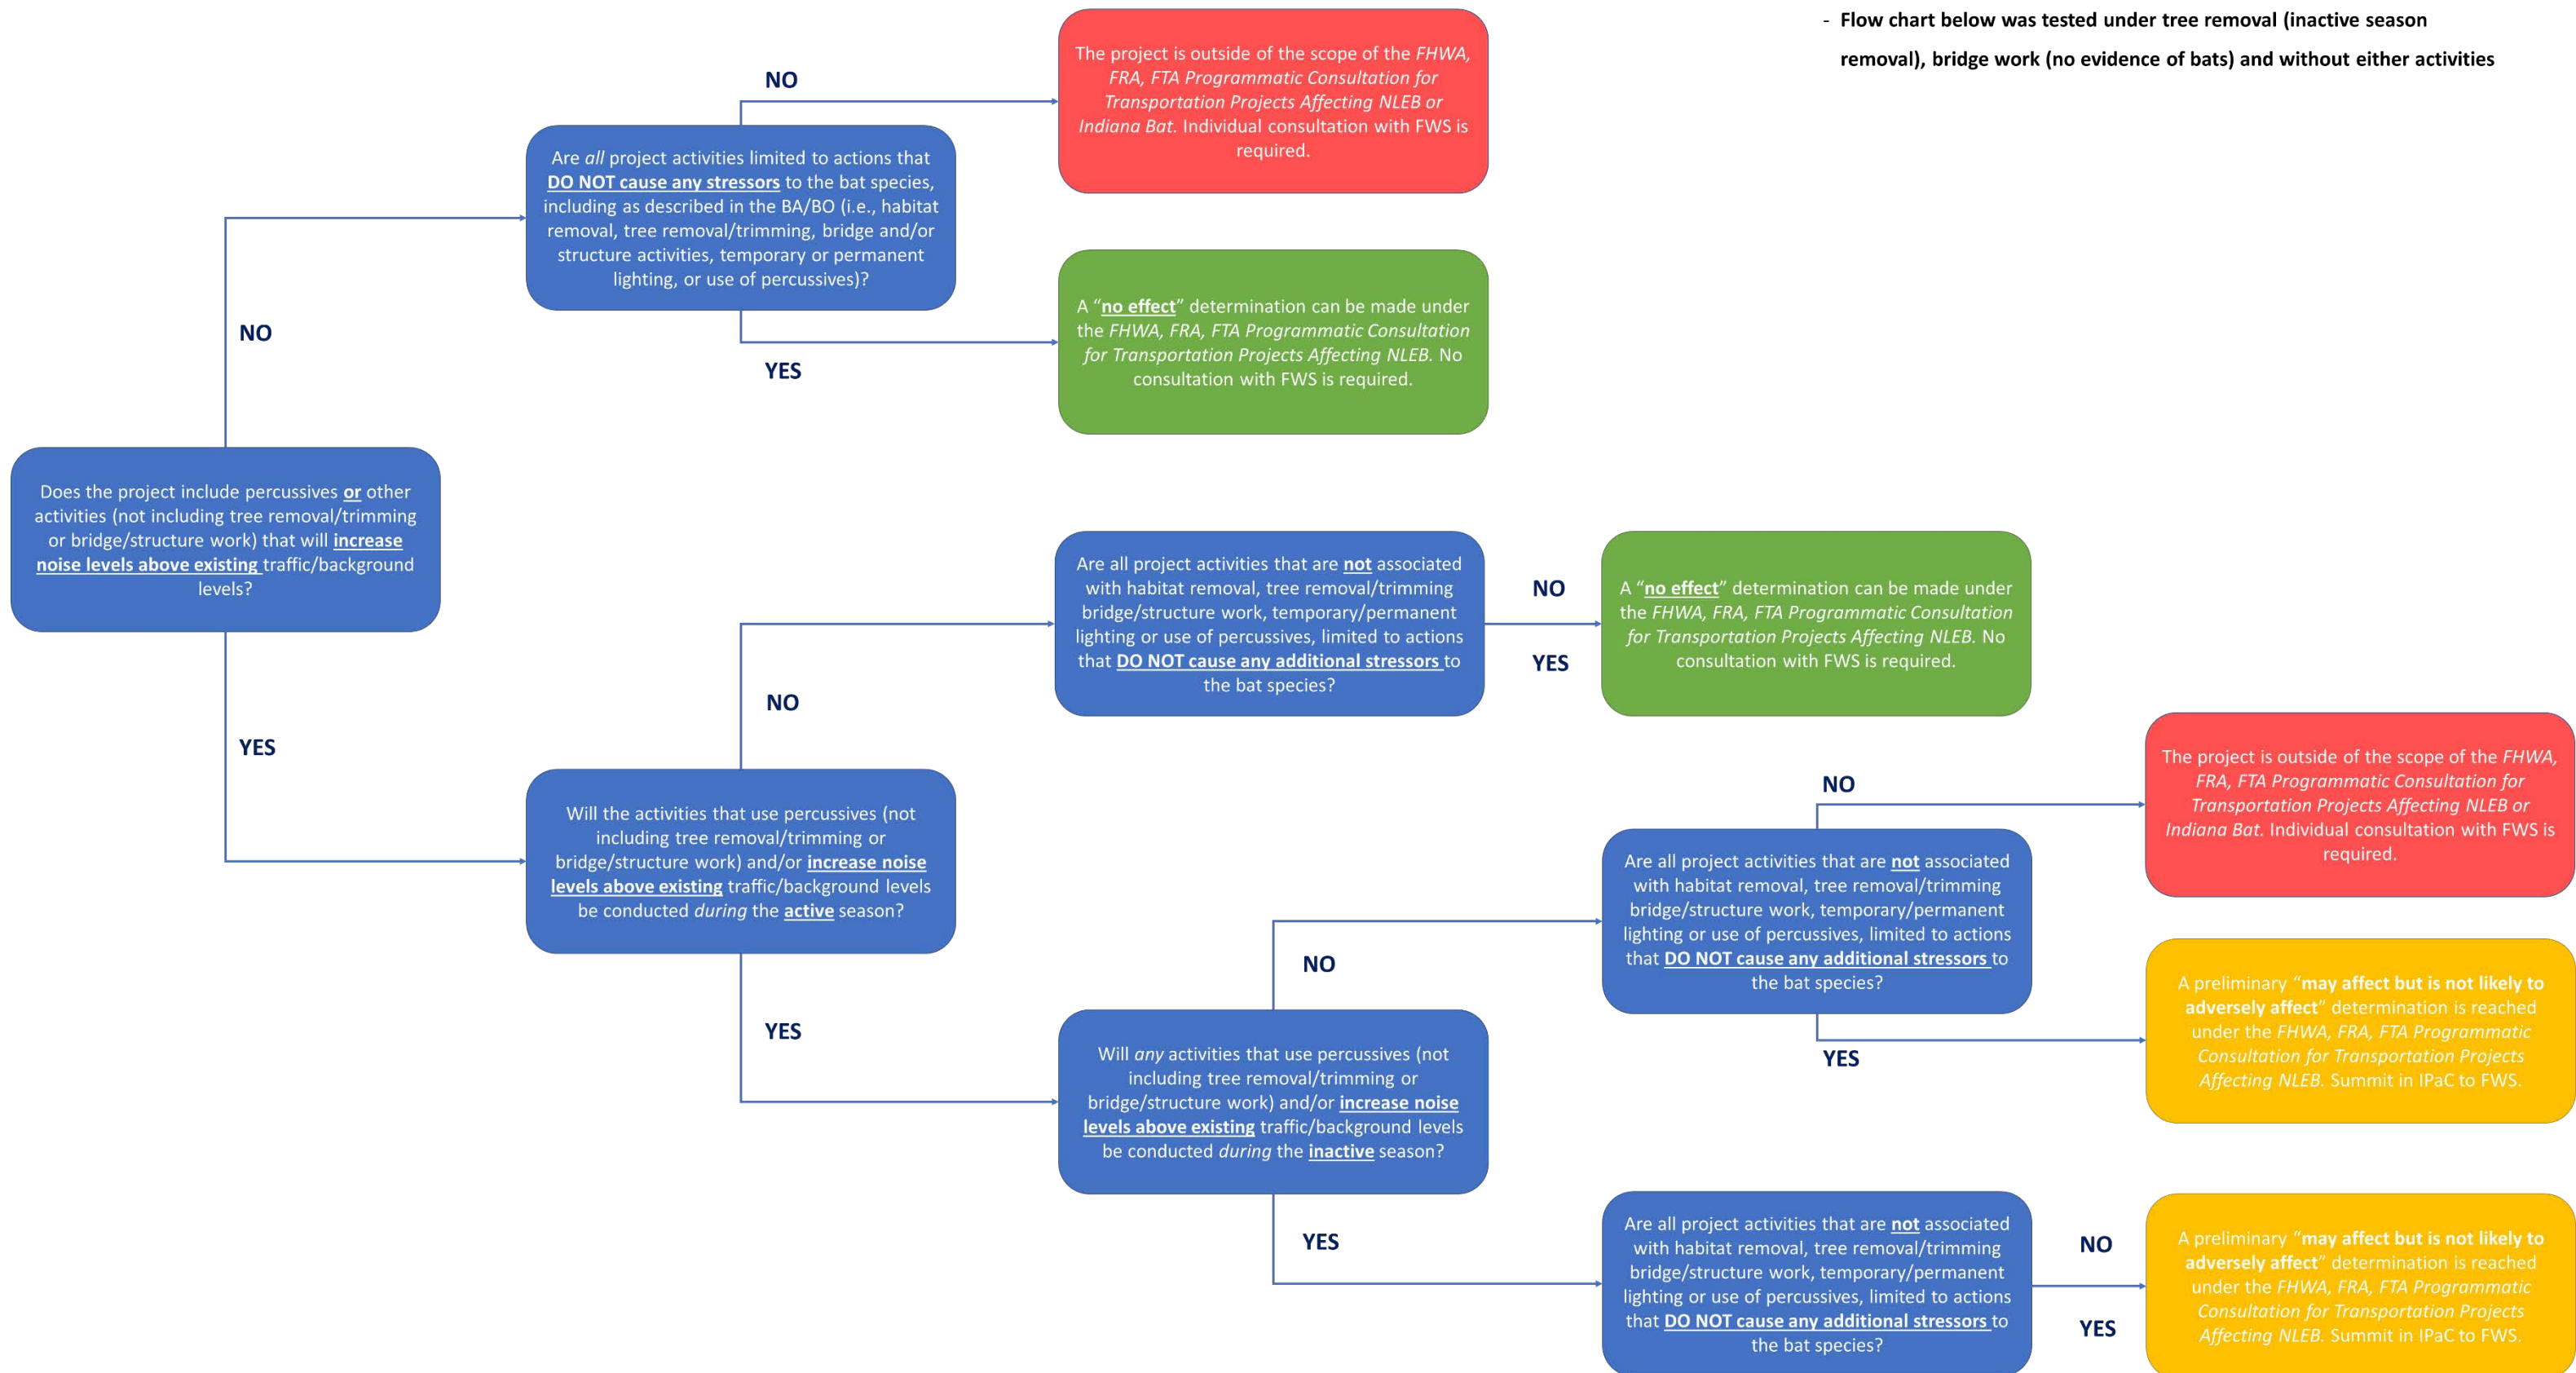 - Flow chart below was tested under tree removal (inactive season
removal), bridge work (no evidence of bats) and without either activities
The project is outside of the scope of the FHWA,
FRA, FTA Programmatic Consultation for
Transportation Projects Affecting NLEB or
Indiana Bat. Individual consultation with FWS is
required.
NO
Are all project activities limited to actions that
DO NOT cause any stressors to the bat species,
including as described in the BA/BO (i.e., habitat
removal, tree removal/trimming, bridge and/or
structure activities, temporary or permanent
lighting, or use of percussives)?
A “no effect” determination can be made under
the FHWA, FRA, FTA Programmatic Consultation
for Transportation Projects Affecting NLEB. No
consultation with FWS is required.
YES
NO
Does the project include percussives or other
activities (not including tree removal/trimming
or bridge/structure work) that will increase
noise levels above existing traffic/background
levels?
YES
Are all project activities that are not associated
with habitat removal, tree removal/trimming
bridge/structure work, temporary/permanent
lighting or use of percussives, limited to actions
that DO NOT cause any additional stressors to
the bat species?
NO
YES
A “no effect” determination can be made under
the FHWA, FRA, FTA Programmatic Consultation
for Transportation Projects Affecting NLEB. No
consultation with FWS is required.
NO
Will the activities that use percussives (not
including tree removal/trimming or
bridge/structure work) and/or increase noise
levels above existing traffic/background levels
be conducted during the active season?
YES
The project is outside of the scope of the FHWA,
FRA, FTA Programmatic Consultation for
Transportation Projects Affecting NLEB or
Indiana Bat. Individual consultation with FWS is
required.
NO
Are all project activities that are not associated
with habitat removal, tree removal/trimming
bridge/structure work, temporary/permanent
lighting or use of percussives, limited to actions
that DO NOT cause any additional stressors to
the bat species?
YES
A preliminary “may affect but is not likely to
adversely affect” determination is reached
under the FHWA, FRA, FTA Programmatic
Consultation for Transportation Projects
Affecting NLEB. Summit in IPaC to FWS.
NO
Will any activities that use percussives (not
including tree removal/trimming or
bridge/structure work) and/or increase noise
levels above existing traffic/background levels
be conducted during the inactive season?
YES
Are all project activities that are not associated
with habitat removal, tree removal/trimming
bridge/structure work, temporary/permanent
lighting or use of percussives, limited to actions
that DO NOT cause any additional stressors to
the bat species?
NO
YES
A preliminary “may affect but is not likely to
adversely affect” determination is reached
under the FHWA, FRA, FTA Programmatic
Consultation for Transportation Projects
Affecting NLEB. Summit in IPaC to FWS.